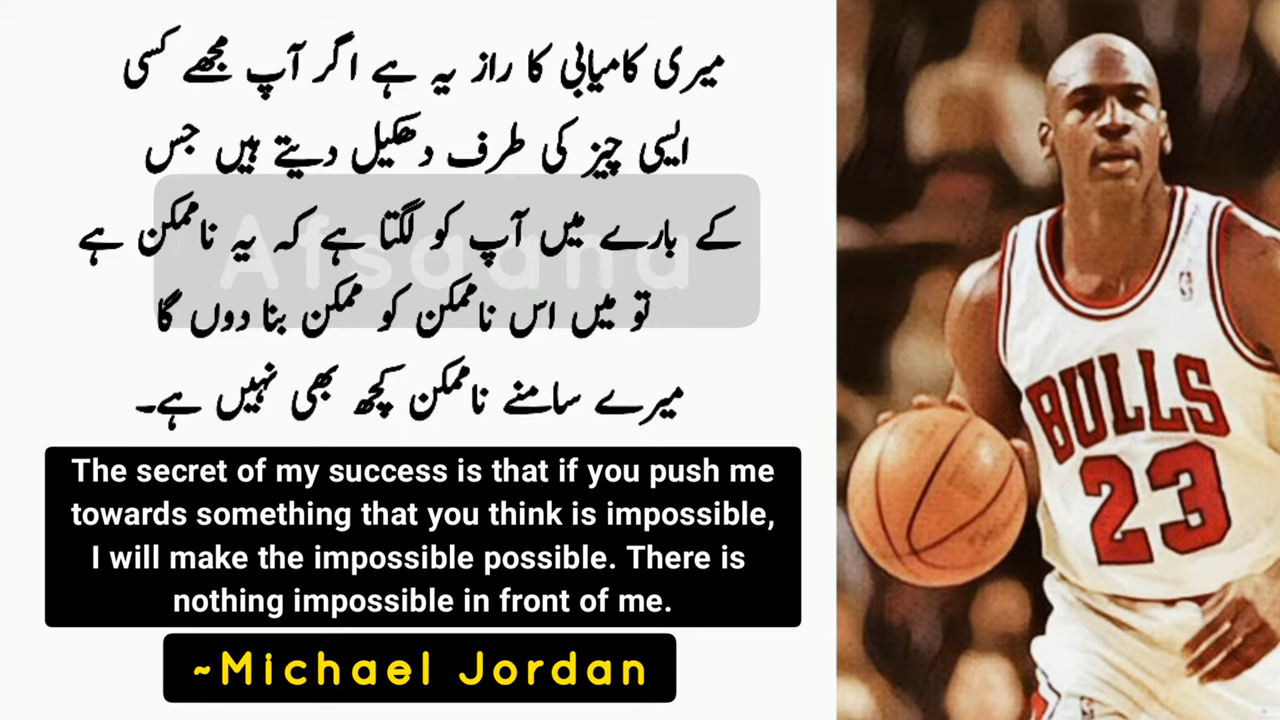 میری کامیابی کا راز یہ ہے اگر آپ مجھے کسی
ایسی چیز کی طرف دھکیل دیتے ہیں جس
کے بارے میں آپ کو لگتا ہے کہ یہ ناممکن ہے
تو میں اس ناممکن کو ممکن بنا دوں گا
میرے سامنے ناممکن کچھ بھی نہیں ہے۔
Afsaana
The secret of my success is that if you push me
towards something that you think is impossible,
I will make the impossible possible. There is
nothing impossible in front of me.
~Michael Jordan
BULLS
23